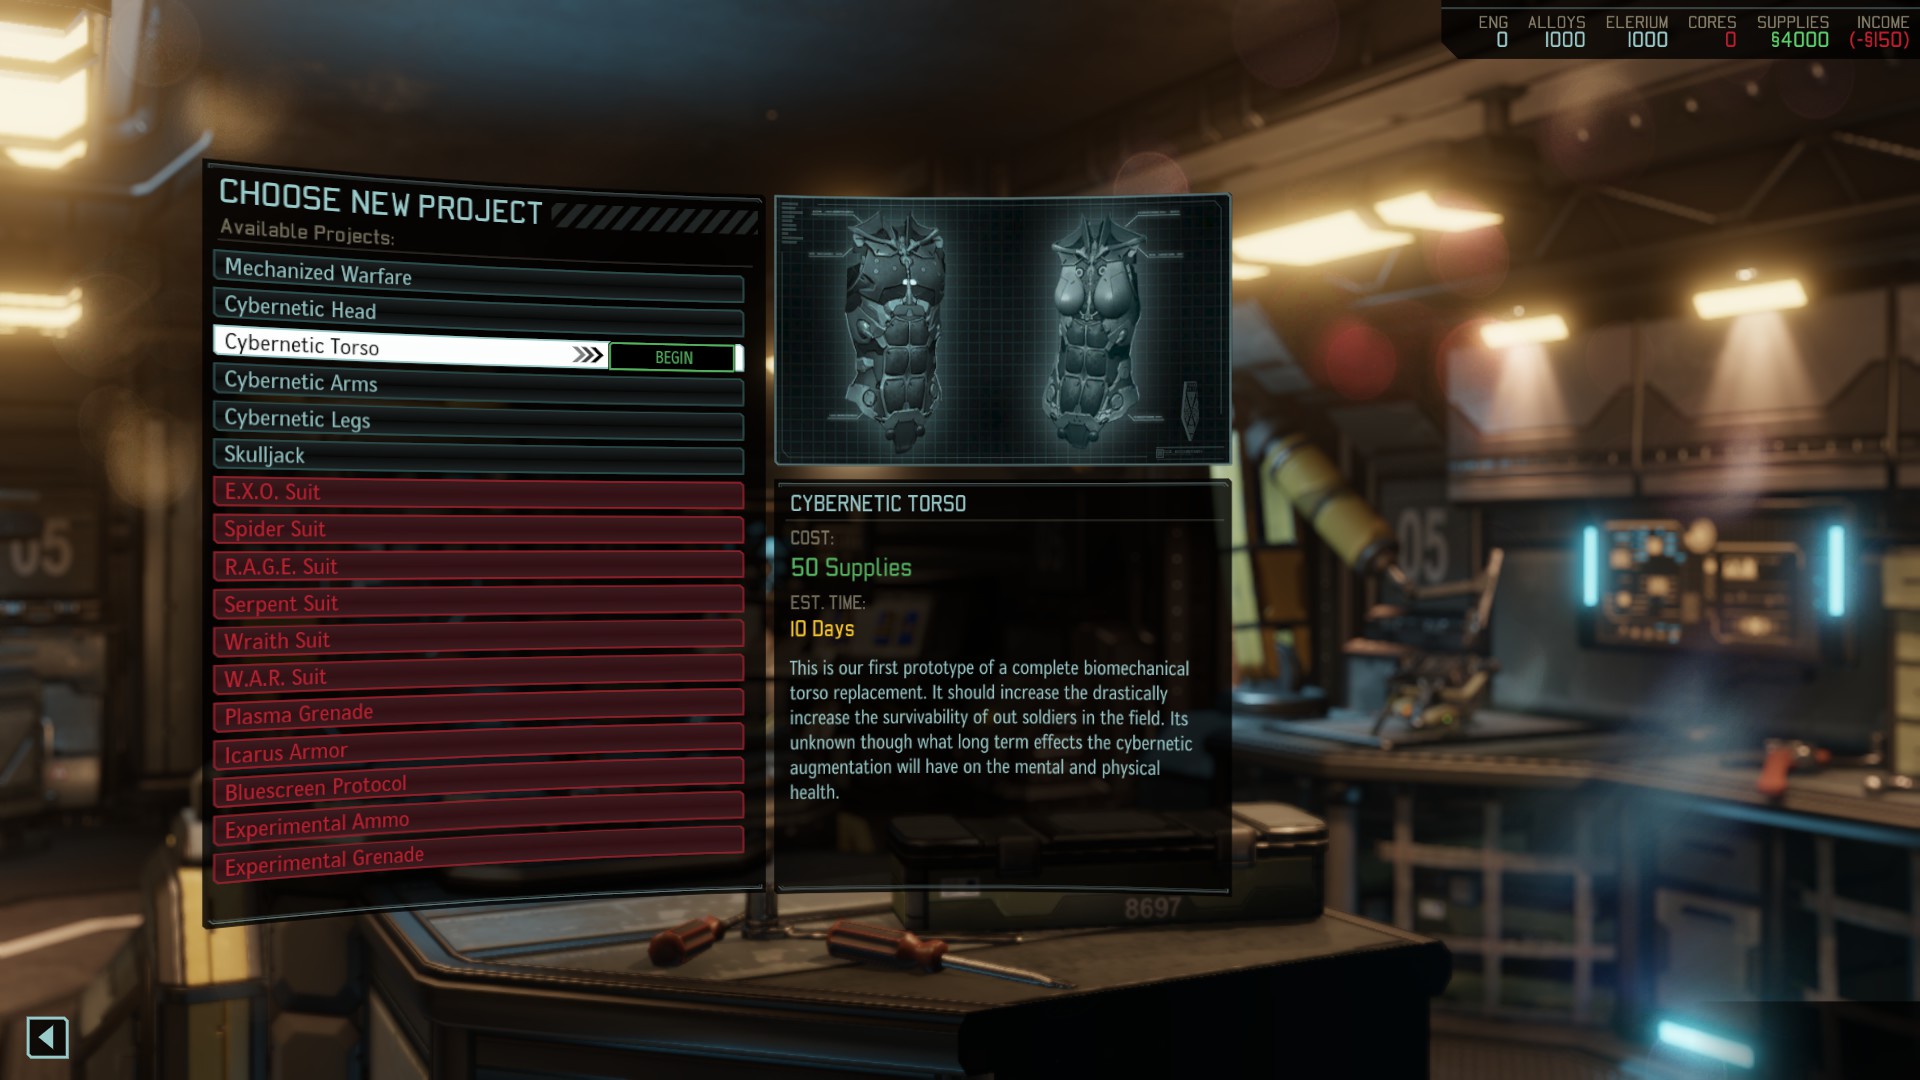 ENG ALLOYS ELERIUM CORES SUPPLIES INCOME
0 1000 1000 0 §4000 (-§150)
CHOOSE NEW PROJECT
Available Projects:
Mechanized Warfare
Cybernetic Head
Cybernetic Torso BEGIN
Cybernetic Arms
Cybernetic Legs
Skulljack
E.X.O. Suit
Spider Suit
R.A.G.E. Suit
Serpent Suit
Wraith Suit
W.A.R. Suit
Plasma Grenade
Icarus Armor
Bluescreen Protocol
Experimental Ammo
Experimental Grenade
CYBERNETIC TORSO
COST:
50 Supplies
EST. TIME:
10 Days
This is our first prototype of a complete biomechanical
torso replacement. It should increase the drastically
increase the survivability of out soldiers in the field. Its
unknown though what long term effects the cybernetic
augmentation will have on the mental and physical
health.
05
05
8697